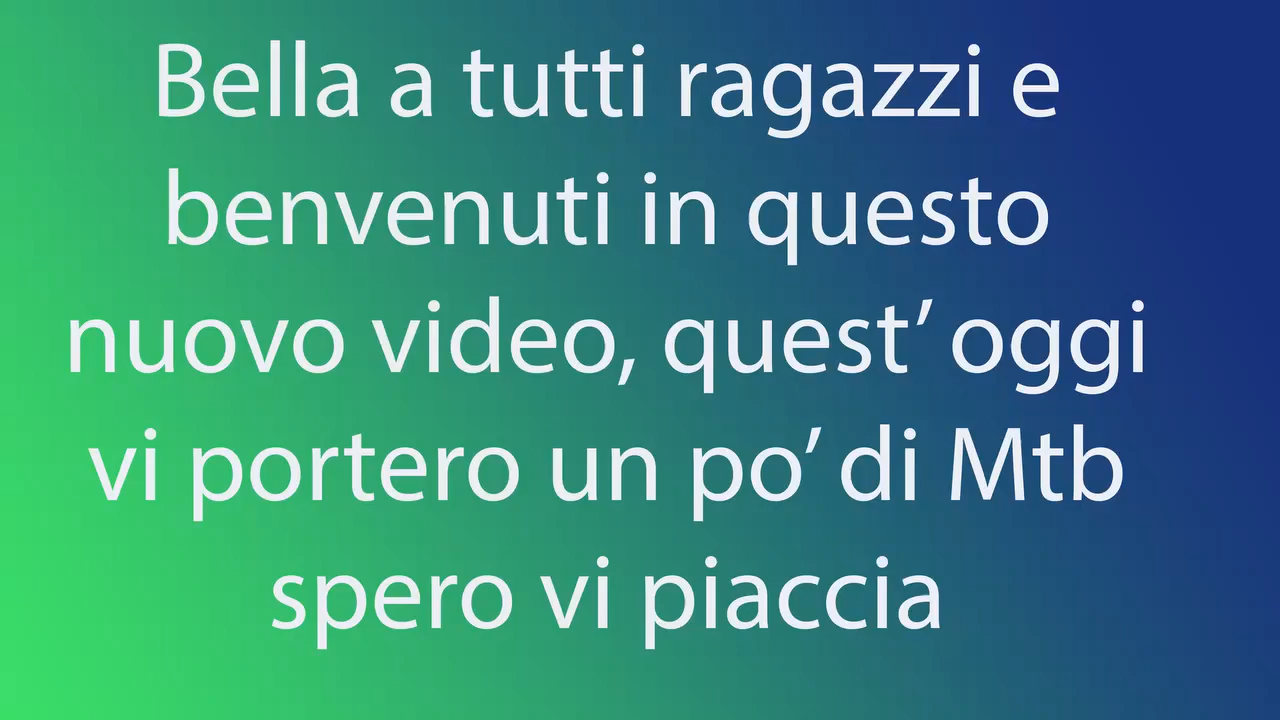 Bella a tutti ragazzi e
benvenuti in questo
nuovo video, quest’ oggi
vi portero un po’ di Mtb
spero vi piaccia